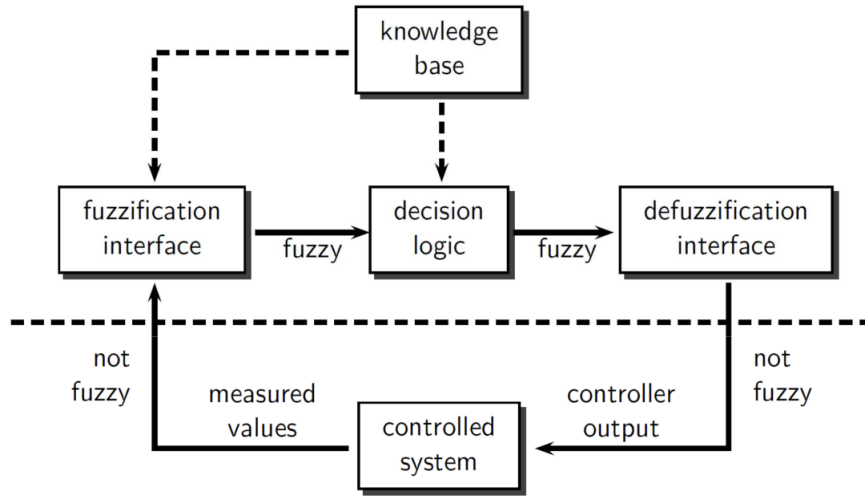 knowledge
base
fuzzification
interface
fuzzy
decision
logic
fuzzy
defuzzification
interface
not
fuzzy
measured
values
controlled
system
controller
output
not
fuzzy